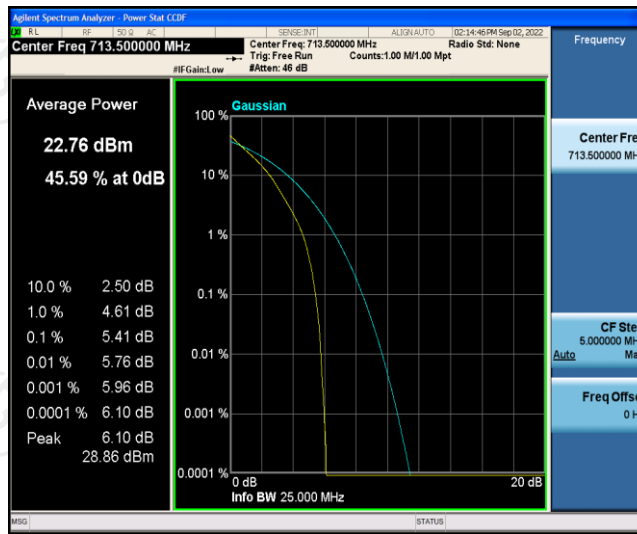 Agilent Spectrum Analyzer - Power Stat CCDF
RL RF 50 Ω AC SENSE:INT ALIGN AUTO 02:14:46 PM Sep 02, 2022
Center Freq 713.500000 MHz
Center Freq: 713.500000 MHz Radio Std: None
Trig: Free Run Counts:1.00 M/1.00 Mpt
#IFGain:Low #Atten: 46 dB
Frequency
Average Power
22.76 dBm
45.59 % at 0dB
10.0 % 2.50 dB
1.0 % 4.61 dB
0.1 % 5.41 dB
0.01 % 5.76 dB
0.001 % 5.96 dB
0.0001 % 6.10 dB
Peak 6.10 dB
28.86 dBm
Gaussian
100 %
10 %
1 %
0.1 %
0.01 %
0.001 %
0.0001 %
0 dB 20 dB
Info BW 25.000 MHz
Center Fre
713.500000 MH
CF Ste
5.000000 MH
Auto Ma
Freq Offs
0 H
MSG STATUS